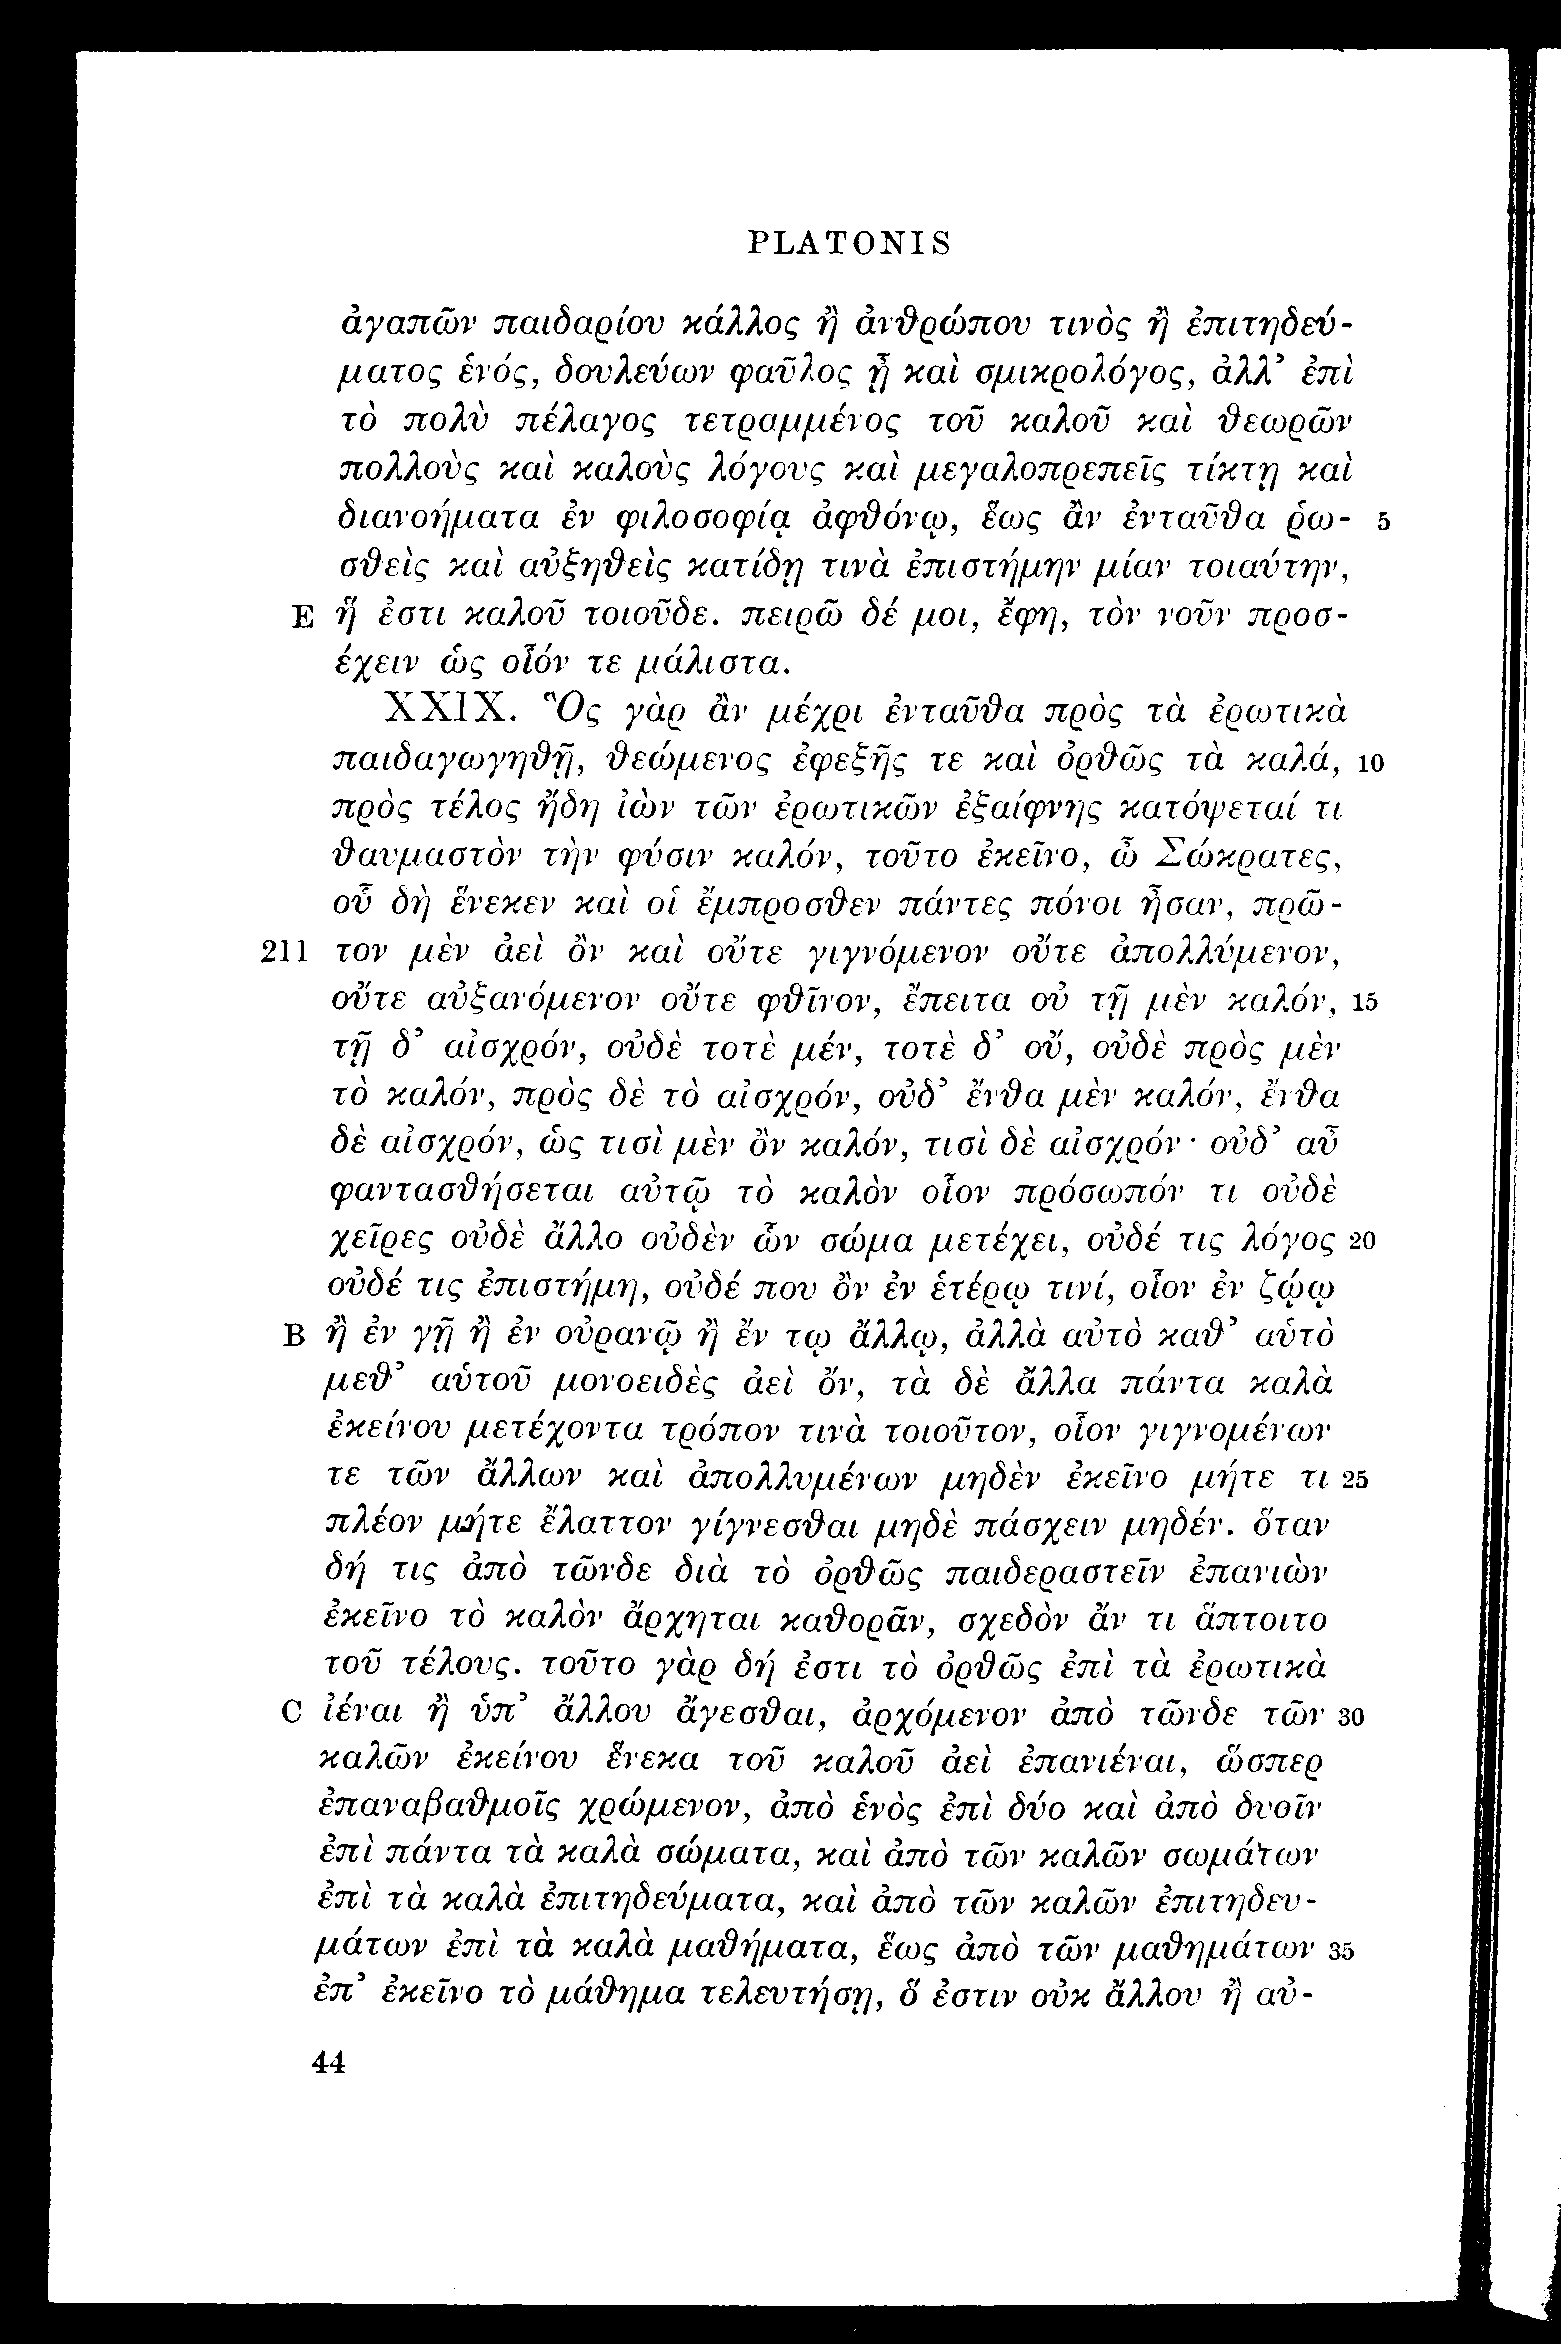 PLATONIS
ἀγαπῶν παιδαρίου κάλλος ἢ ἀνθρώπου τινὸς ἢ ἐπιτηδεύ-
ματος ἑνός, δουλεύων φαῦλος ᾖ καὶ σμικρολόγος, ἀλλ’ ἐπὶ
τὸ πολὺ πέλαγος τετραμμένος τοῦ καλοῦ καὶ θεωρῶν
πολλοὺς καὶ καλοὺς λόγους καὶ μεγαλοπρεπεῖς τίκτῃ καὶ
διανοήματα ἐν φιλοσοφίᾳ ἀφθόνῳ, ἕως ἂν ἐνταῦθα ῥω- 5
σθεὶς καὶ αὐξηθεὶς κατίδῃ τινὰ ἐπιστήμην μίαν τοιαύτην,
E ἥ ἐστι καλοῦ τοιοῦδε. πειρῶ δέ μοι, ἔφη, τὸν νοῦν προσ-
έχειν ὡς οἷόν τε μάλιστα.
XXIX. Ὃς γὰρ ἂν μέχρι ἐνταῦθα πρὸς τὰ ἐρωτικὰ
παιδαγωγηθῇ, θεώμενος ἐφεξῆς τε καὶ ὀρθῶς τὰ καλά, 10
πρὸς τέλος ἤδη ἰὼν τῶν ἐρωτικῶν ἐξαίφνης κατόψεταί τι
θαυμαστὸν τὴν φύσιν καλόν, τοῦτο ἐκεῖνο, ὦ Σώκρατες,
οὗ δὴ ἕνεκεν καὶ οἱ ἔμπροσθεν πάντες πόνοι ἦσαν, πρῶ-
211 τον μὲν ἀεὶ ὂν καὶ οὔτε γιγνόμενον οὔτε ἀπολλύμενον,
οὔτε αὐξανόμενον οὔτε φθῖνον, ἔπειτα οὐ τῇ μὲν καλόν, 15
τῇ δ’ αἰσχρόν, οὐδὲ τοτὲ μέν, τοτὲ δ’ οὔ, οὐδὲ πρὸς μὲν
τὸ καλόν, πρὸς δὲ τὸ αἰσχρόν, οὐδ’ ἔνθα μὲν καλόν, ἔνθα
δὲ αἰσχρόν, ὡς τισὶ μὲν ὂν καλόν, τισὶ δὲ αἰσχρόν· οὐδ’ αὖ
φαντασθήσεται αὐτῷ τὸ καλὸν οἷον πρόσωπόν τι οὐδὲ
χεῖρες οὐδὲ ἄλλο οὐδὲν ὧν σώμα μετέχει, οὐδέ τις λόγος 20
οὐδέ τις ἐπιστήμη, οὐδέ που ὂν ἐν ἑτέρῳ τινί, οἷον ἐν ζῴῳ
B ἢ ἐν γῇ ἢ ἐν οὐρανῷ ἢ ἔν τῳ ἄλλῳ, ἀλλὰ αὐτὸ καθ’ αὑτὸ
μεθ’ αὑτοῦ μονοειδὲς ἀεὶ ὄν, τὰ δὲ ἄλλα πάντα καλὰ
ἐκείνου μετέχοντα τρόπον τινὰ τοιοῦτον, οἷον γιγνομένων
τε τῶν ἄλλων καὶ ἀπολλυμένων μηδὲν ἐκεῖνο μήτε τι 25
πλέον μήτε ἔλαττον γίγνεσθαι μηδὲ πάσχειν μηδέν. ὅταν
δή τις ἀπὸ τῶνδε διὰ τὸ ὀρθῶς παιδεραστεῖν ἐπανιὼν
ἐκεῖνο τὸ καλὸν ἄρχηται καθορᾶν, σχεδὸν ἄν τι ἅπτοιτο
τοῦ τέλους. τοῦτο γὰρ δή ἐστι τὸ ὀρθῶς ἐπὶ τὰ ἐρωτικὰ
C ἰέναι ἢ ὑπ’ ἄλλου ἄγεσθαι, ἀρχόμενον ἀπὸ τῶνδε τῶν 30
καλῶν ἐκείνου ἕνεκα τοῦ καλοῦ ἀεὶ ἐπανιέναι, ὥσπερ
ἐπαναβαθμοῖς χρώμενον, ἀπὸ ἑνὸς ἐπὶ δύο καὶ ἀπὸ δυοῖν
ἐπὶ πάντα τὰ καλὰ σώματα, καὶ ἀπὸ τῶν καλῶν σωμάτων
ἐπὶ τὰ καλὰ ἐπιτηδεύματα, καὶ ἀπὸ τῶν καλῶν ἐπιτηδευ-
μάτων ἐπὶ τὰ καλὰ μαθήματα, ἕως ἀπὸ τῶν μαθημάτων 35
ἐπ’ ἐκεῖνο τὸ μάθημα τελευτήσῃ, ὅ ἐστιν οὐκ ἄλλου ἢ αὐ-
44